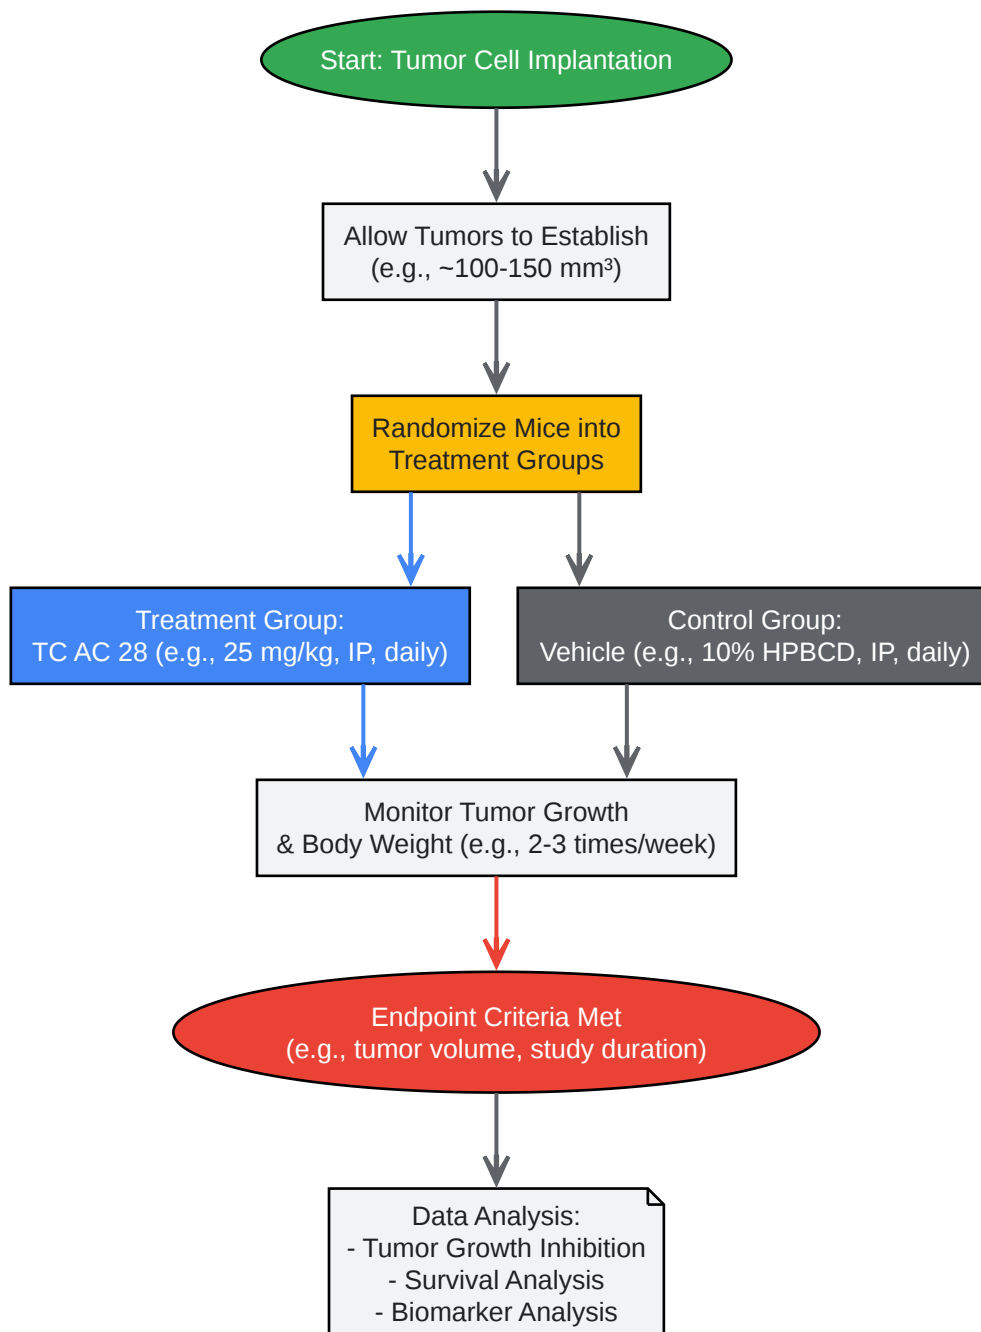 Start: Tumor Cell Implantation
Allow Tumors to Establish
(e.g., ~100-150 mm³)
Randomize Mice into
Treatment Groups
Treatment Group:
TC AC 28 (e.g., 25 mg/kg, IP, daily)
Control Group:
Vehicle (e.g., 10% HPBCD, IP, daily)
Monitor Tumor Growth
& Body Weight (e.g., 2-3 times/week)
Endpoint Criteria Met
(e.g., tumor volume, study duration)
Data Analysis:
- Tumor Growth Inhibition
- Survival Analysis
- Biomarker Analysis